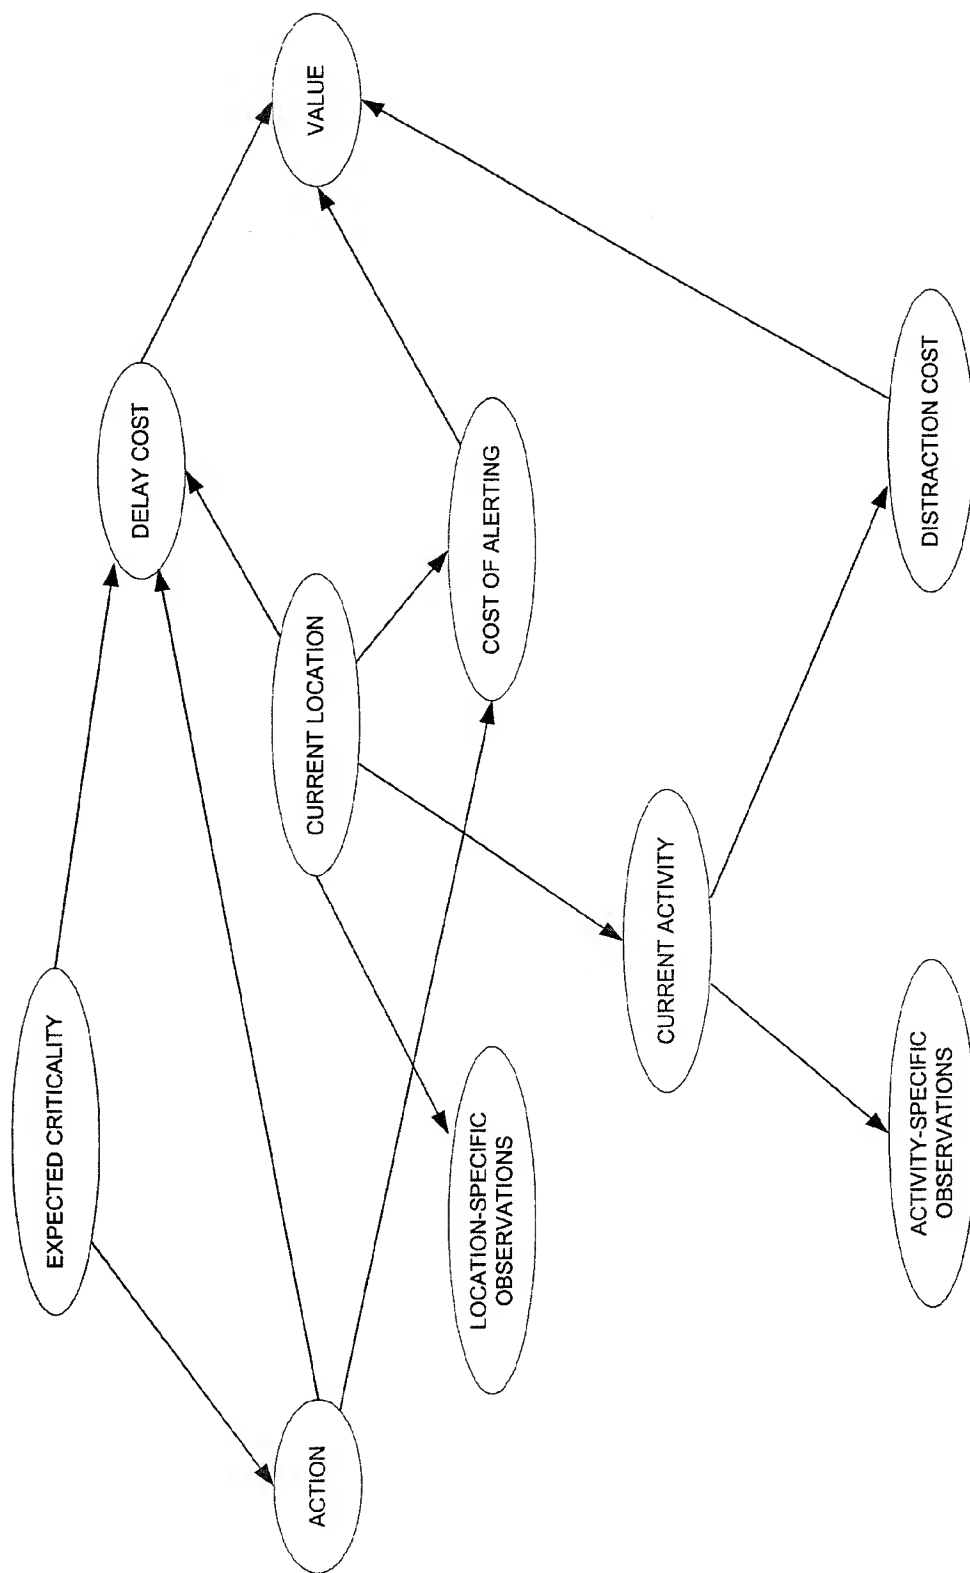 EXPECTED CRITICALITY
DELAY COST
ACTION
CURRENT LOCATION
VALUE
LOCATION-SPECIFIC
OBSERVATIONS
COST OF ALERTING
CURRENT ACTIVITY
ACTIVITY-SPECIFIC
OBSERVATIONS
DISTRACTION COST